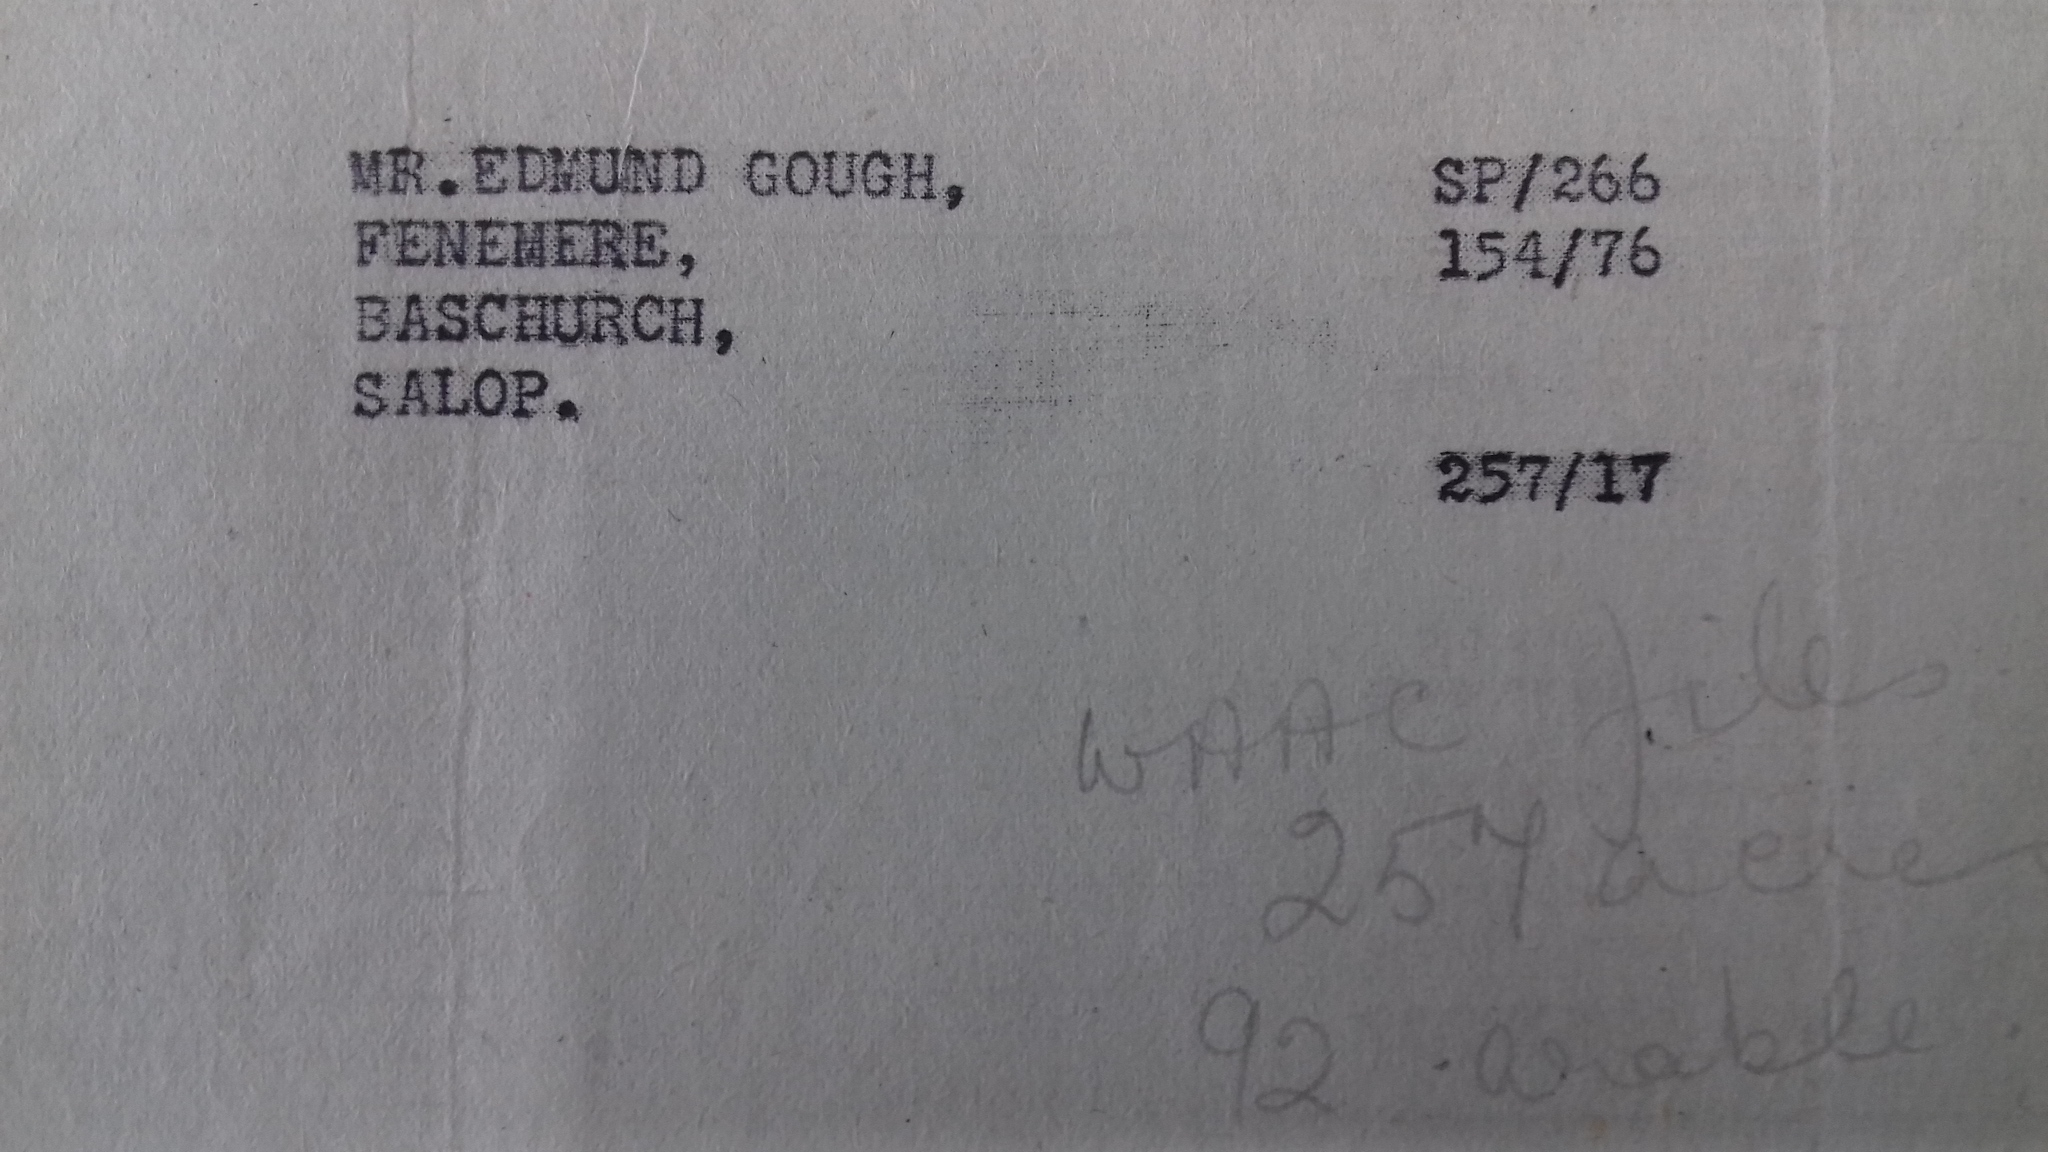 MR.EDMUND GOUGH,
FENEMERE,
BASCHURCH,
SALOP.
SP/266
154/76
257/17
WAAC files
257 acres
92 arable